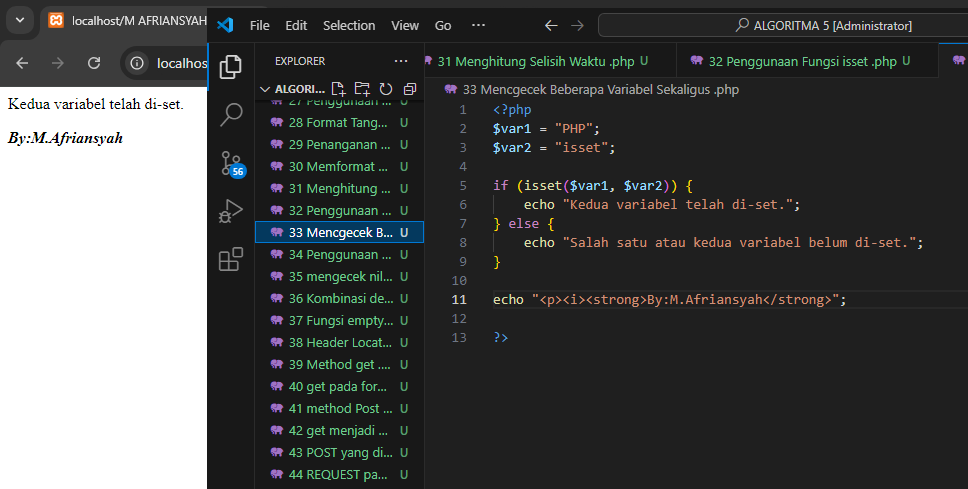 localhost/M AFRIANSYAH
localhos
Kedua variabel telah di-set.
By:M.Afriansyah
File Edit Selection View Go ···
ALGORITMA 5 [Administrator]
EXPLORER ···
ALGORI...
27 Penggunaan ... U
28 Format Tang... U
29 Penanganan ... U
30 Memformat ... U
31 Menghitung ... U
32 Penggunaan ... U
33 Mencgecek B... U
34 Penggunaan ... U
35 mengecek nil... U
36 Kombinasi de... U
37 Fungsi empty... U
38 Header Locat... U
39 Method get .... U
40 get pada for... U
41 method Post ... U
42 get menjadi ... U
43 POST yang di... U
44 REQUEST pa... U
56
31 Menghitung Selisih Waktu .php U
32 Penggunaan Fungsi isset .php U
33 Mencgecek Beberapa Variabel Sekaligus .php
1 <?php
2 $var1 = "PHP";
3 $var2 = "isset";
4
5 if (isset($var1, $var2)) {
6 echo "Kedua variabel telah di-set.";
7 } else {
8 echo "Salah satu atau kedua variabel belum di-set.";
9 }
10
11 echo "<p><i><strong>By:M.Afriansyah</strong>";
12
13 ?>